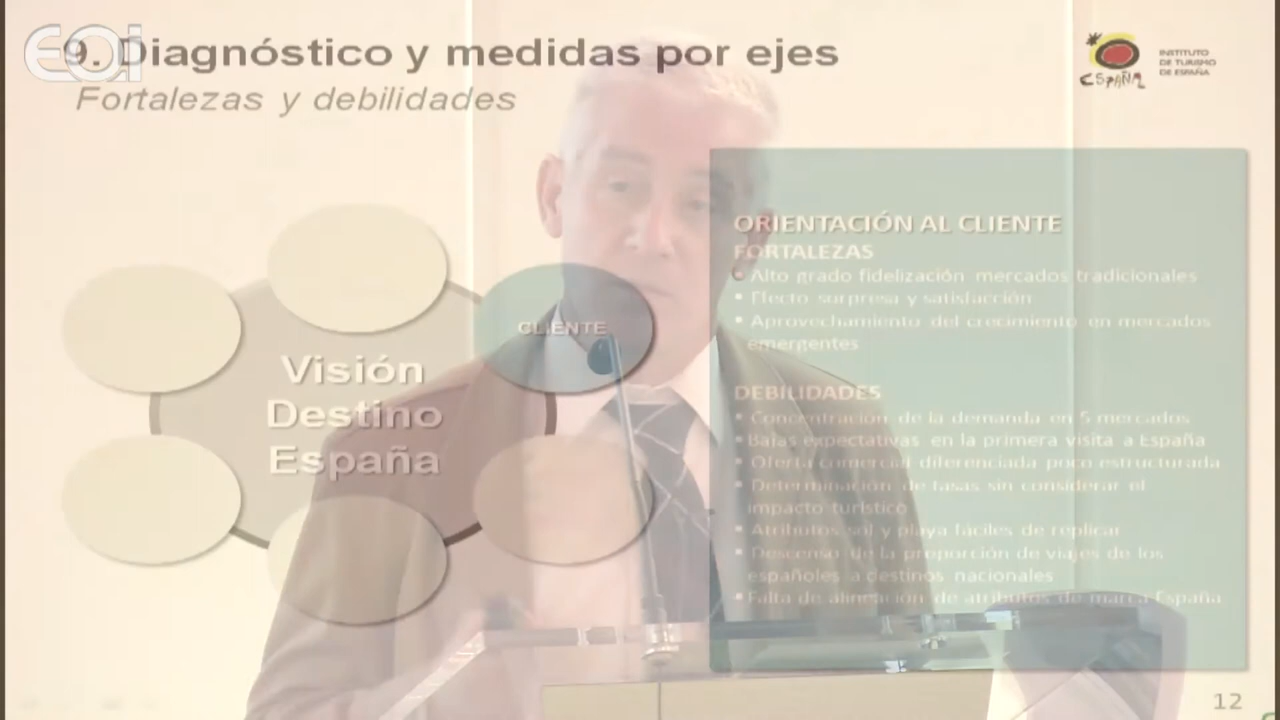 eoi
9. Diagnóstico y medidas por ejes
Fortalezas y debilidades
ESPAÑA
INSTITUTO
DE TURISMO
DE ESPAÑA
CLIENTE
Visión
Destino
España
ORIENTACIÓN AL CLIENTE
FORTALEZAS
• Alto grado fidelización mercados tradicionales
• Efecto sorpresa y satisfacción
• Aprovechamiento del crecimiento en mercados
emergentes
DEBILIDADES
• Concentración de la demanda en 5 mercados
• Bajas expectativas en la primera visita a España
• Oferta comercial diferenciada poco estructurada
• Determinación de tasas sin considerar el
impacto turístico
• Atributos sol y playa fáciles de replicar
• Descenso de la proporción de viajes de los
españoles a destinos nacionales
• Falta de alineación de atributos de marca España
12